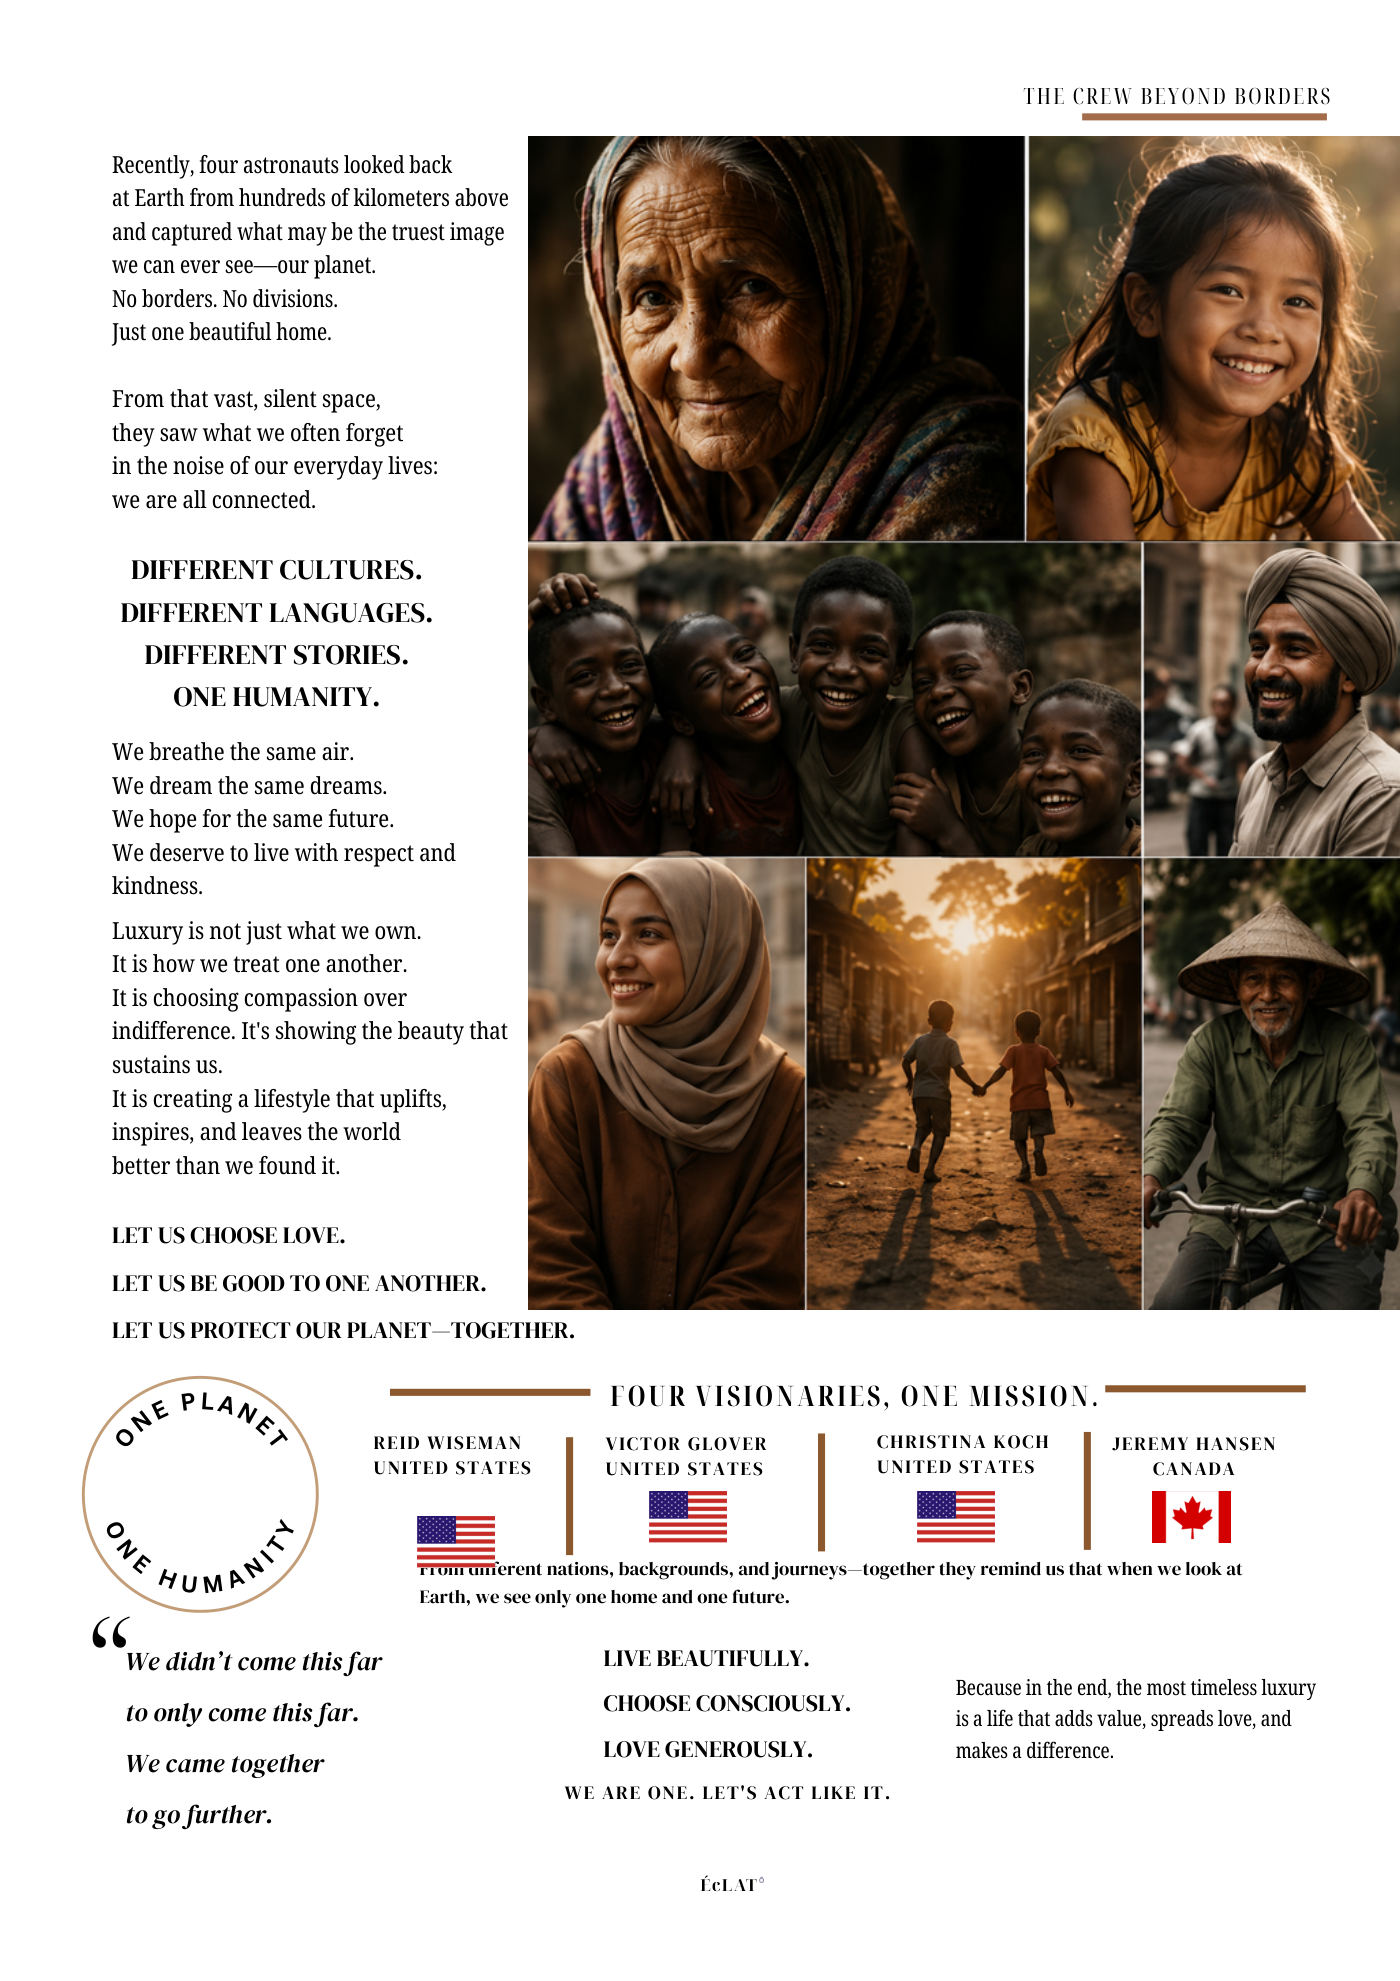 THE CREW BEYOND BORDERS
Recently, four astronauts looked back
at Earth from hundreds of kilometers above
and captured what may be the truest image
we can ever see—our planet.
No borders. No divisions.
Just one beautiful home.
From that vast, silent space,
they saw what we often forget
in the noise of our everyday lives:
we are all connected.
DIFFERENT CULTURES.
DIFFERENT LANGUAGES.
DIFFERENT STORIES.
ONE HUMANITY.
We breathe the same air.
We dream the same dreams.
We hope for the same future.
We deserve to live with respect and
kindness.
Luxury is not just what we own.
It is how we treat one another.
It is choosing compassion over
indifference. It's showing the beauty that
sustains us.
It is creating a lifestyle that uplifts,
inspires, and leaves the world
better than we found it.
LET US CHOOSE LOVE.
LET US BE GOOD TO ONE ANOTHER.
LET US PROTECT OUR PLANET—TOGETHER.
ONE PLANET
ONE HUMANITY
FOUR VISIONARIES, ONE MISSION.
REID WISEMAN
UNITED STATES
VICTOR GLOVER
UNITED STATES
CHRISTINA KOCH
UNITED STATES
JEREMY HANSEN
CANADA
From different nations, backgrounds, and journeys—together they remind us that when we look at
Earth, we see only one home and one future.
“We didn’t come this far
to only come this far.
We came together
to go further.
LIVE BEAUTIFULLY.
CHOOSE CONSCIOUSLY.
LOVE GENEROUSLY.
WE ARE ONE. LET'S ACT LIKE IT.
Because in the end, the most timeless luxury
is a life that adds value, spreads love, and
makes a difference.
ÉcLAT